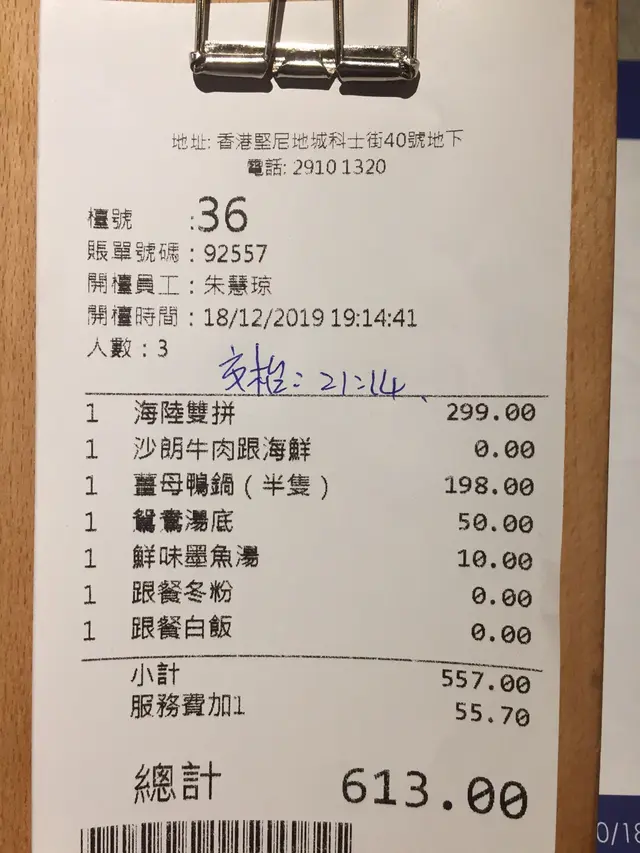 地址: 香港堅尼地城科士街40號地下
電話: 2910 1320
檯號 :36
賬單號碼 : 92557
開檯員工 : 朱慧琼
開檯時間 : 18/12/2019 19:14:41
人數 : 3
交枱: 21:14
1 海陸雙拼 299.00
1 沙朗牛肉跟海鮮 0.00
1 薑母鴨鍋 ( 半隻 ) 198.00
1 鴛鴦湯底 50.00
1 鮮味墨魚湯 10.00
1 跟餐冬粉 0.00
1 跟餐白飯 0.00
小計 557.00
服務費加1 55.70
總計 613.00
0/18